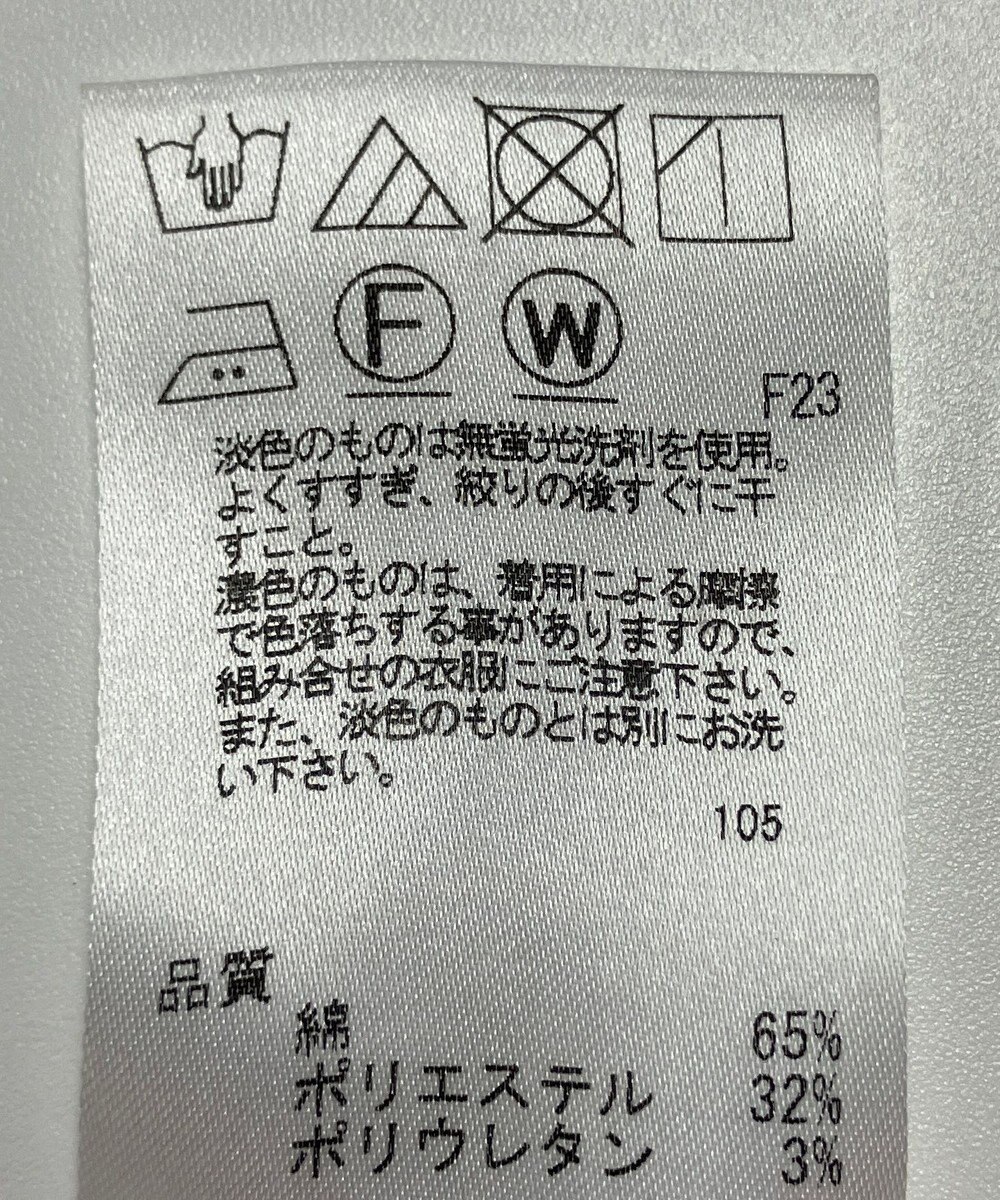 F W
F23
淡色のものは無蛍光洗剤を使用。
よくすすぎ、絞りの後すぐに干
すこと。
濃色のものは、着用による摩擦
で色落ちする事がありますので、
組み合せの衣服にご注意下さい。
また、淡色のものとは別にお洗
い下さい。
105
品質
綿 65%
ポリエステル 32%
ポリウレタン 3%